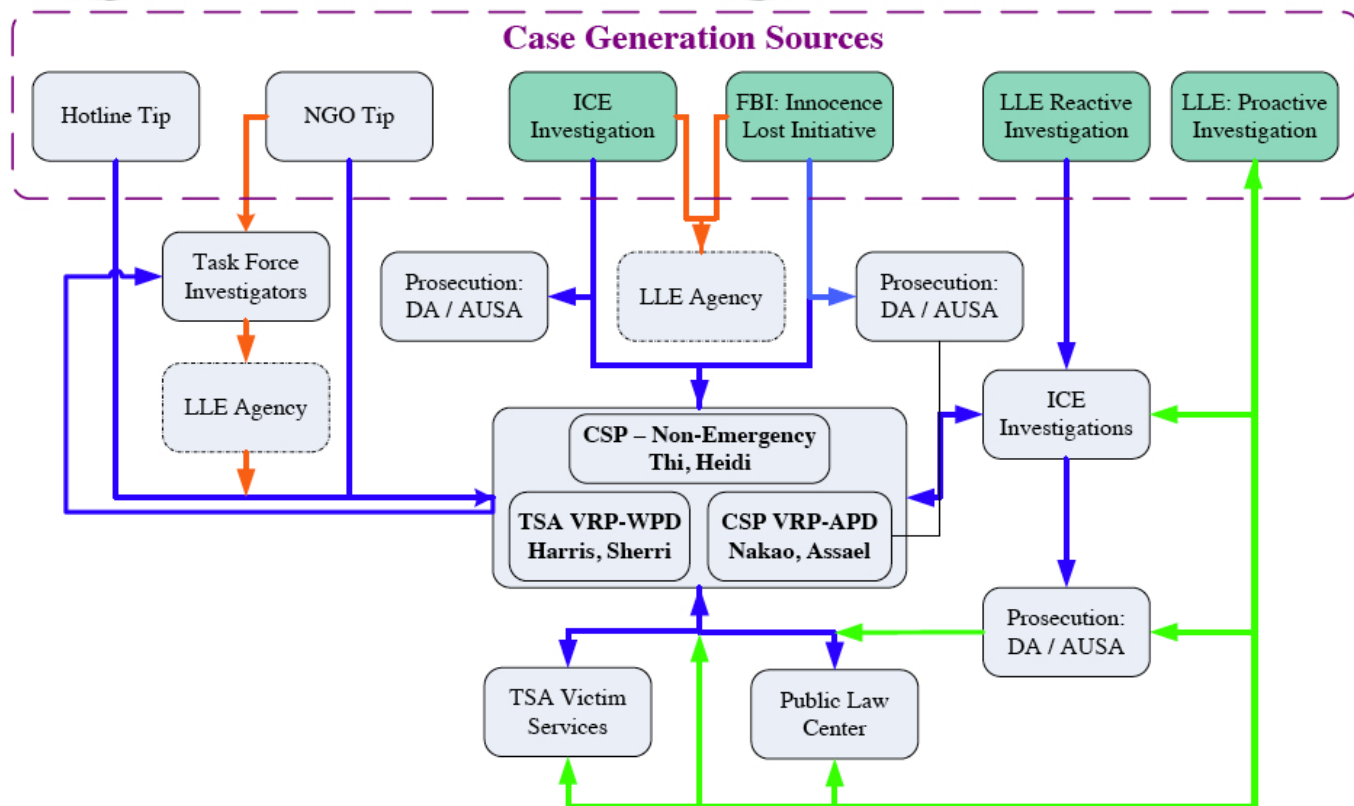 Case Generation Sources
Hotline Tip
NGO Tip
ICE
Investigation
FBI: Innocence
Lost Initiative
LLE Reactive
Investigation
LLE: Proactive
Investigation
Task Force
Investigators
Prosecution:
DA / AUSA
LLE Agency
Prosecution:
DA / AUSA
LLE Agency
ICE
Investigations
CSP – Non-Emergency
Thi, Heidi
TSA VRP-WPD
Harris, Sherri
CSP VRP-APD
Nakao, Assael
Prosecution:
DA / AUSA
TSA Victim
Services
Public Law
Center